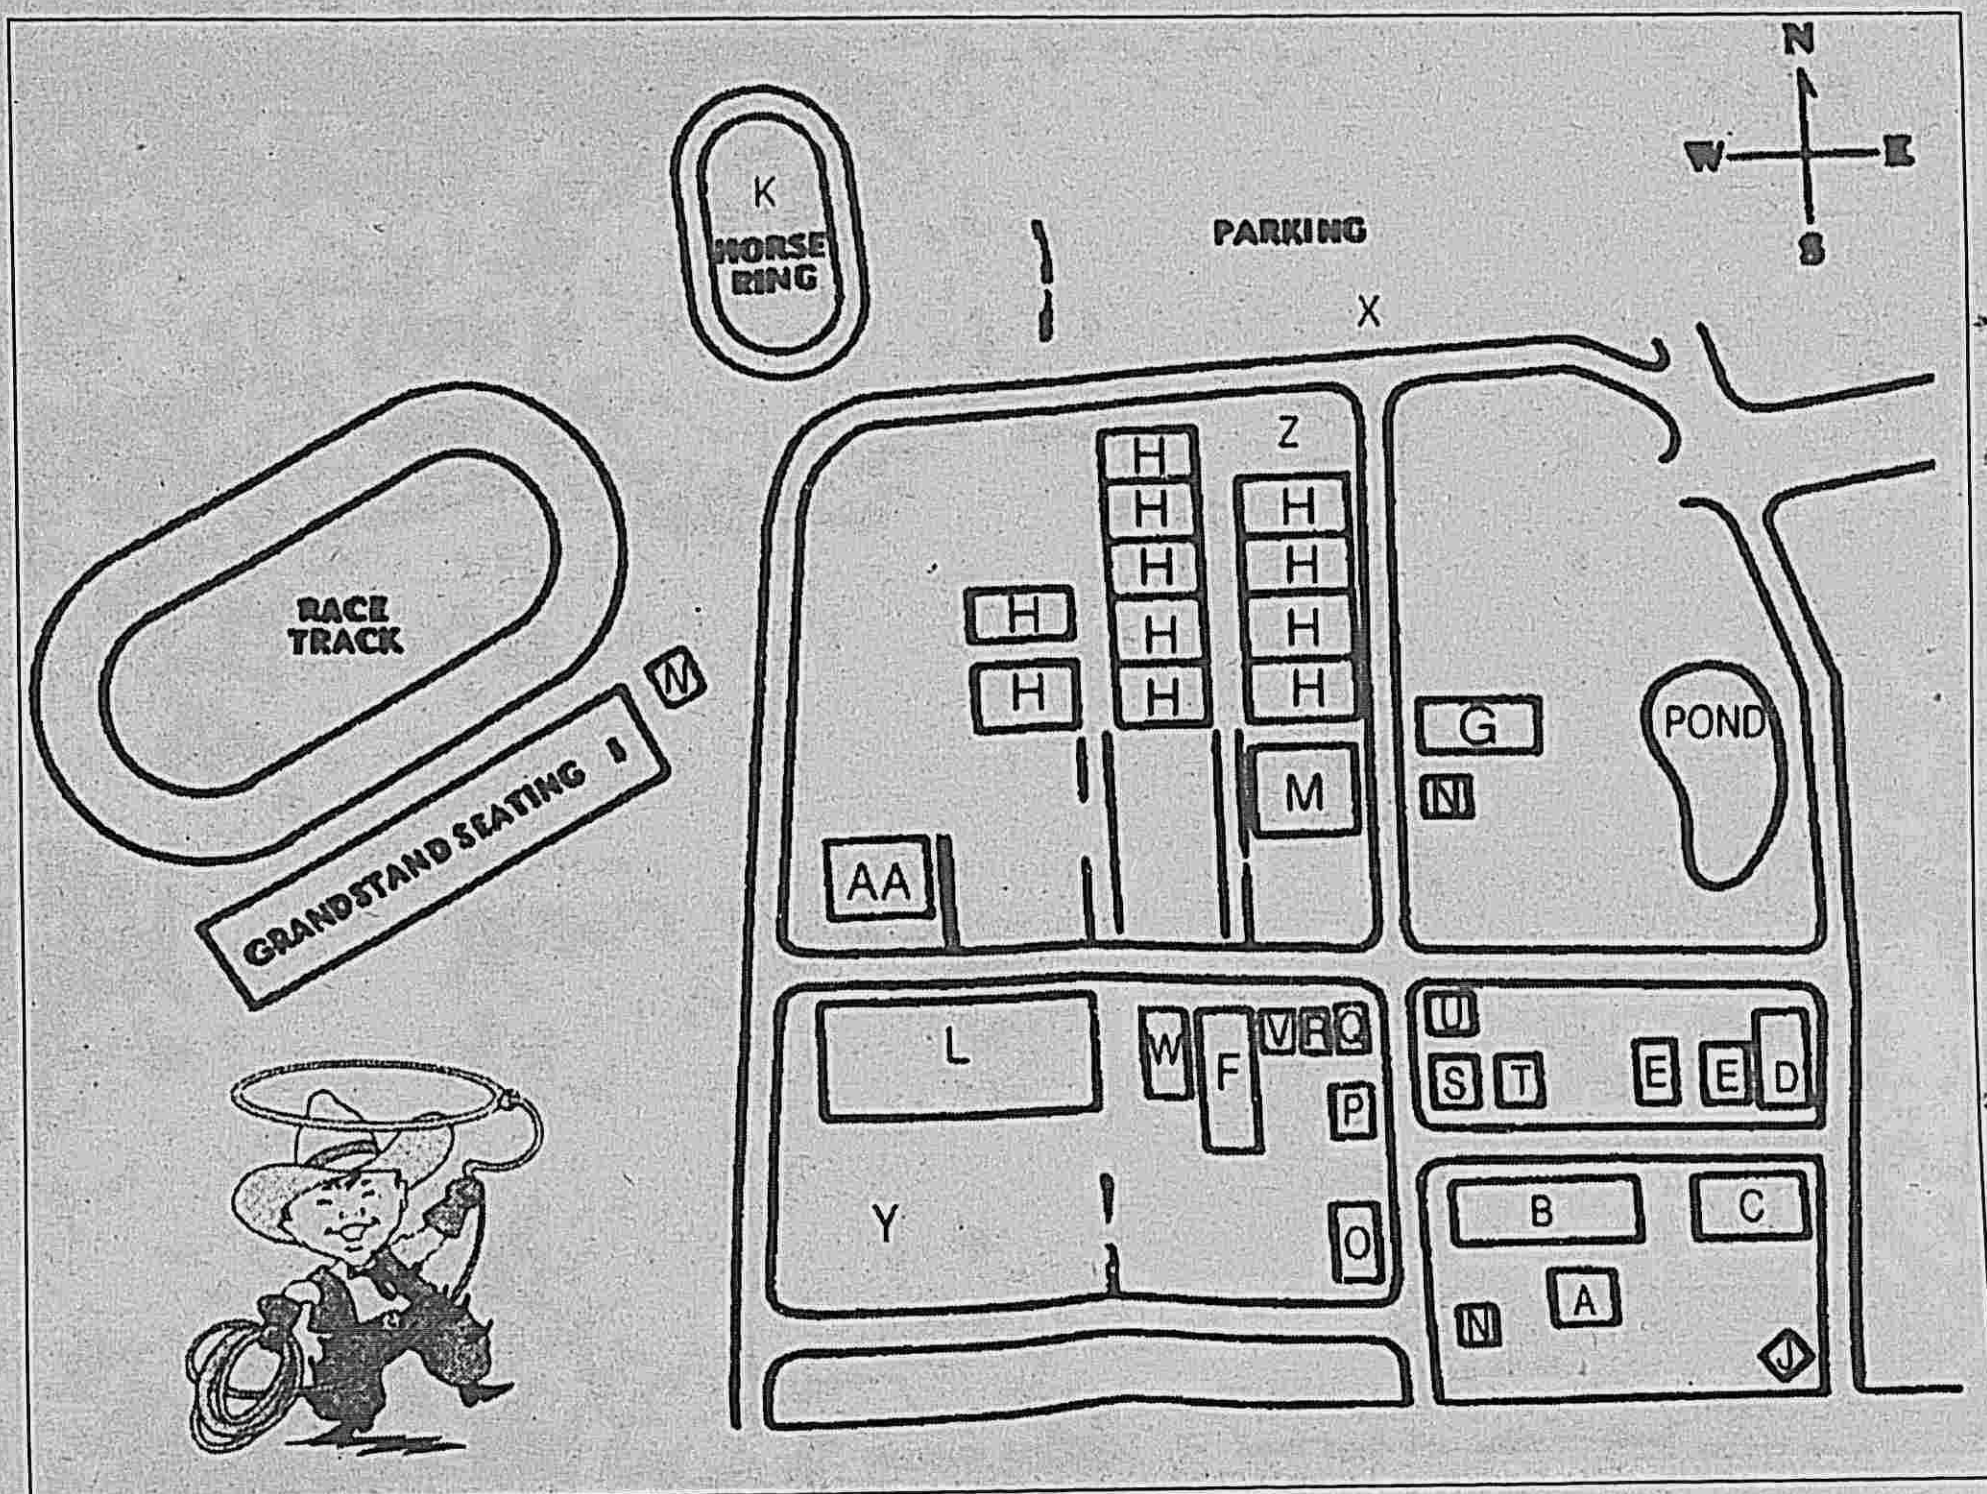 N
W E
S
K
HORSE
RING
PARKING
X
Z
H
H
H
H
H
H
H
H
H
H
H
RACE
TRACK
N
GRANDSTAND SEATING I
G
N
POND
M
AA
L
W
F
V
R
Q
P
O
Y
U
S
T
E
E
D
B
C
A
N
J